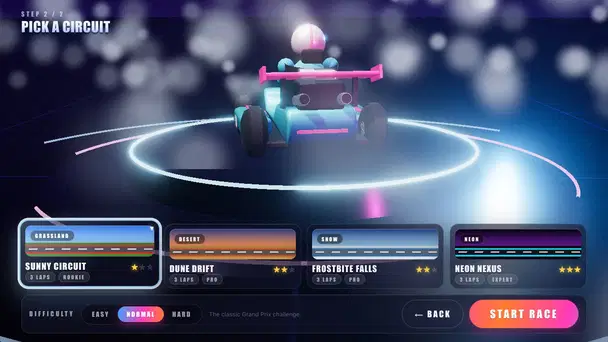 STEP 2 / 2
PICK A CIRCUIT
GRASSLAND
SUNNY CIRCUIT
3 LAPS ROOKIE
DESERT
DUNE DRIFT
3 LAPS PRO
SNOW
FROSTBITE FALLS
3 LAPS PRO
NEON
NEON NEXUS
3 LAPS EXPERT
DIFFICULTY EASY NORMAL HARD The classic Grand Prix challenge.
← BACK START RACE